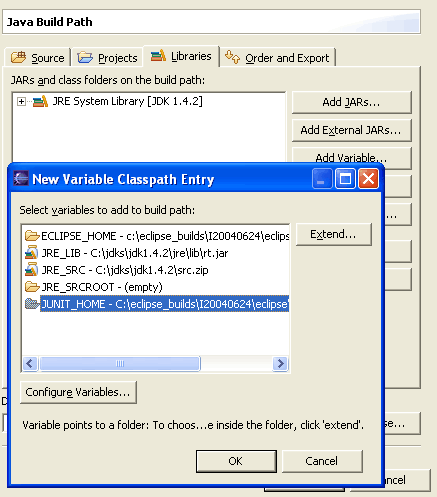 Java Build Path
Source Projects Libraries Order and Export
JARs and class folders on the build path:
JRE System Library [JDK 1.4.2]
Add JARs...
Add External JARs...
Add Variable...
New Variable Classpath Entry
Select variables to add to build path:
ECLIPSE_HOME - c:\eclipse_builds\I20040624\eclips
Extend...
JRE_LIB - C:\jdks\jdk1.4.2\jre\lib\rt.jar
JRE_SRC - C:\jdks\jdk1.4.2\src.zip
JRE_SRCROOT - (empty)
JUNIT_HOME - C:\eclipse_builds\I20040624\eclipse\
Configure Variables...
Variable points to a folder: To choos...e inside the folder, click 'extend'.
OK Cancel